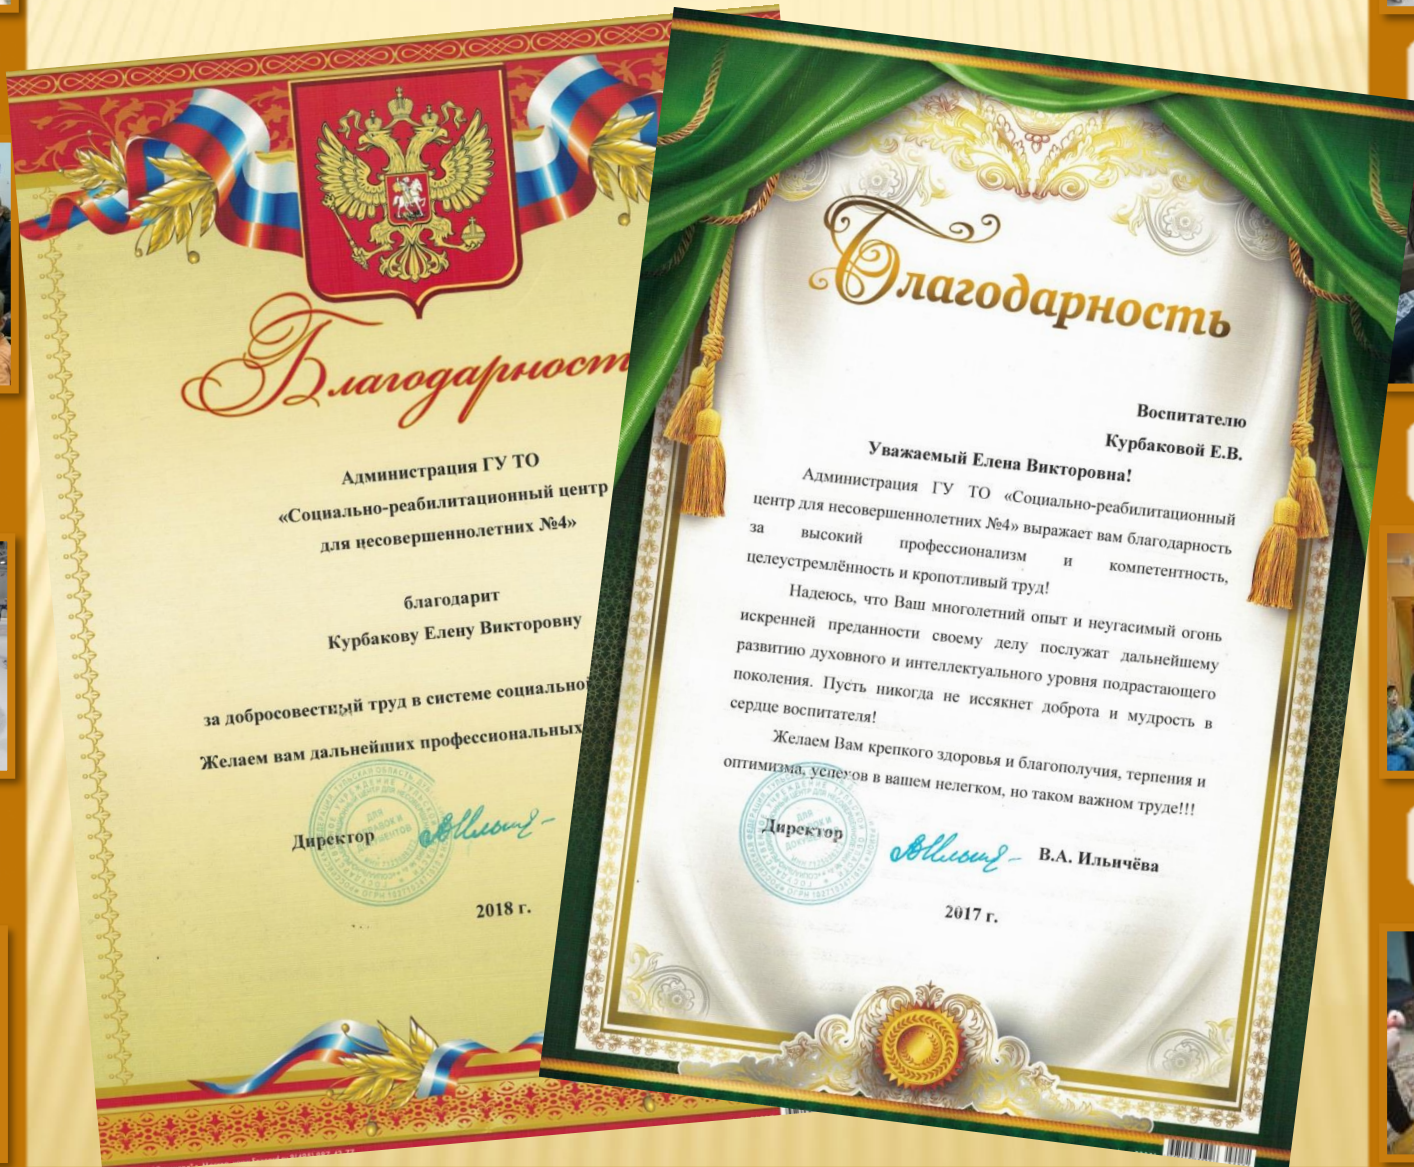 Благодарност
Администрация ГУ ТО
«Социально-реабилитационный центр
для несовершеннолетних №4»
благодарит
Курбакову Елену Викторовну
за добросовестный труд в системе социально
Желаем вам дальнейших профессиональных
Директор
2018 г.
Благодарность
Воспитателю
Курбаковой Е.В.
Уважаемый Елена Викторовна!
Администрация ГУ ТО «Социально-реабилитационный
центр для несовершеннолетних №4» выражает вам благодарность
за высокий профессионализм и компетентность,
целеустремлённость и кропотливый труд!
Надеюсь, что Ваш многолетний опыт и неугасимый огонь
искренней преданности своему делу послужат дальнейшему
развитию духовного и интеллектуального уровня подрастающего
поколения. Пусть никогда не иссякнет доброта и мудрость в
сердце воспитателя!
Желаем Вам крепкого здоровья и благополучия, терпения и
оптимизма, успехов в вашем нелегком, но таком важном труде!!!
Директор
В.А. Ильичёва
2017 г.